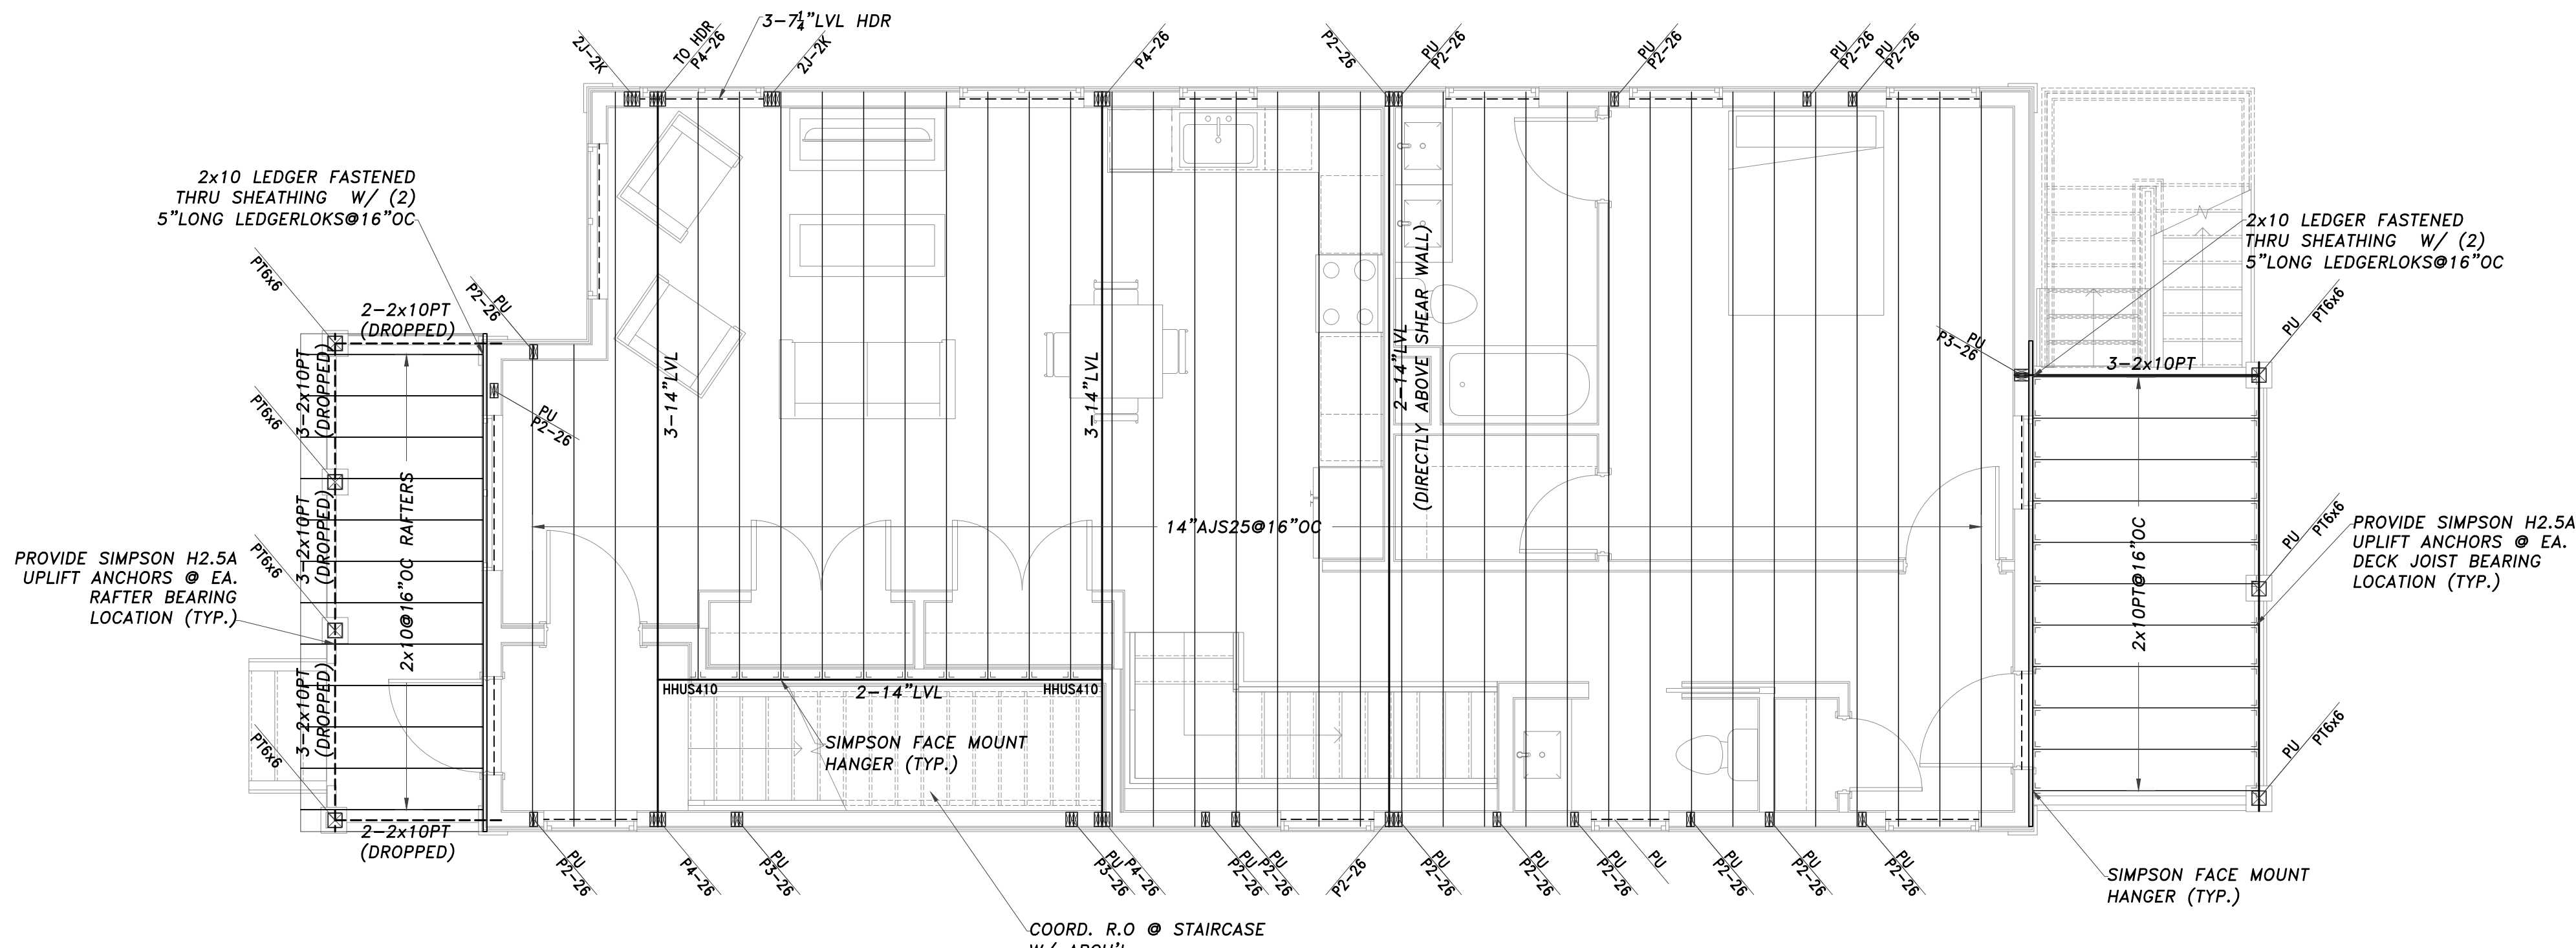 3-7¼"LVL HDR
2J-2K
TO HDR
P4-26
2J-2K
P4-26
P2-26
PU
P2-26
PU
P2-26
PU
P2-26
PU
P2-26
2x10 LEDGER FASTENED
THRU SHEATHING W/ (2)
5"LONG LEDGERLOKS@16"OC
2x10 LEDGER FASTENED
THRU SHEATHING W/ (2)
5"LONG LEDGERLOKS@16"OC
PT6x6
PU
P2-26
2-2x10PT
(DROPPED)
3-2x10PT
(DROPPED)
PT6x6
PU
P2-26
3-14"LVL
3-14"LVL
2-14"LVL
(DIRECTLY ABOVE SHEAR WALL)
PU
P3-26
3-2x10PT
PU
PT6x6
2x10@16"OC RAFTERS
3-2x10PT
(DROPPED)
PT6x6
14"AJS25@16"OC
2x10PT@16"OC
PU
PT6x6
PROVIDE SIMPSON H2.5A
UPLIFT ANCHORS @ EA.
RAFTER BEARING
LOCATION (TYP.)
PROVIDE SIMPSON H2.5A
UPLIFT ANCHORS @ EA.
DECK JOIST BEARING
LOCATION (TYP.)
3-2x10PT
(DROPPED)
PT6x6
HHUS410
2-14"LVL
HHUS410
SIMPSON FACE MOUNT
HANGER (TYP.)
PU
PT6x6
2-2x10PT
(DROPPED)
PU
P2-26
P4-26
PU
P3-26
PU
P3-26
P4-26
PU
P2-26
PU
P2-26
P2-26
PU
P2-26
PU
P2-26
PU
P2-26
PU
PU
P2-26
PU
P2-26
PU
P2-26
SIMPSON FACE MOUNT
HANGER (TYP.)
COORD. R.O @ STAIRCASE
W/ ARCH'L